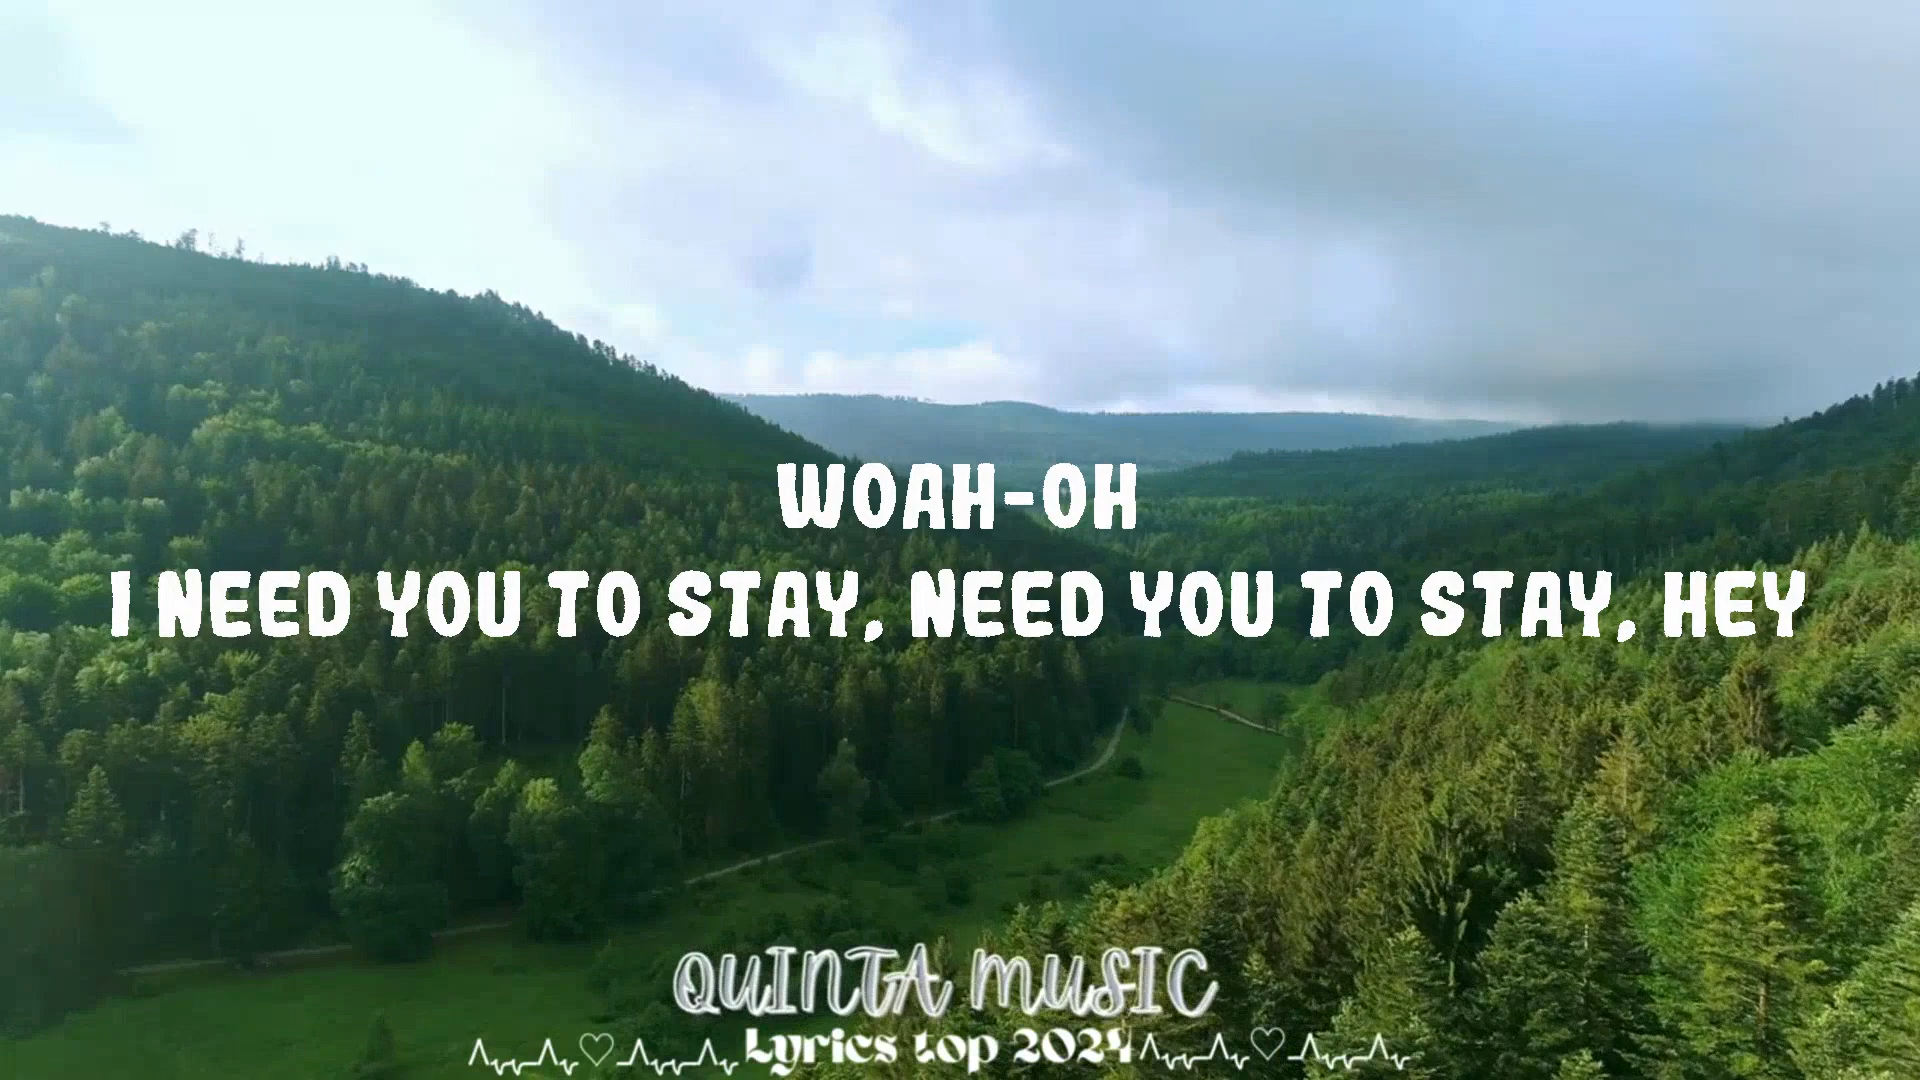 WOAH-OH
I NEED YOU TO STAY, NEED YOU TO STAY, HEY
QUINTA MUSIC
Lyrics top 2024